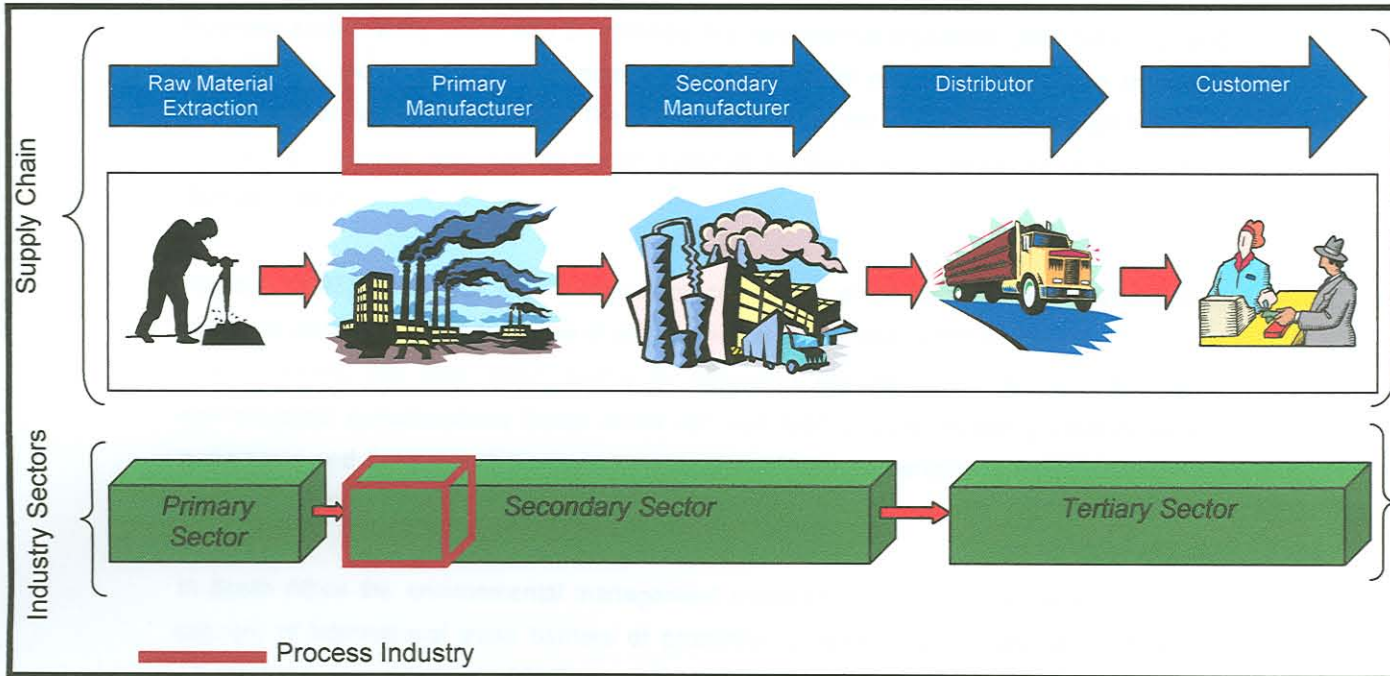 Supply Chain
Raw Material
Extraction
Primary
Manufacturer
Secondary
Manufacturer
Distributor
Customer
Industry Sectors
Primary
Sector
Secondary Sector
Tertiary Sector
Process Industry